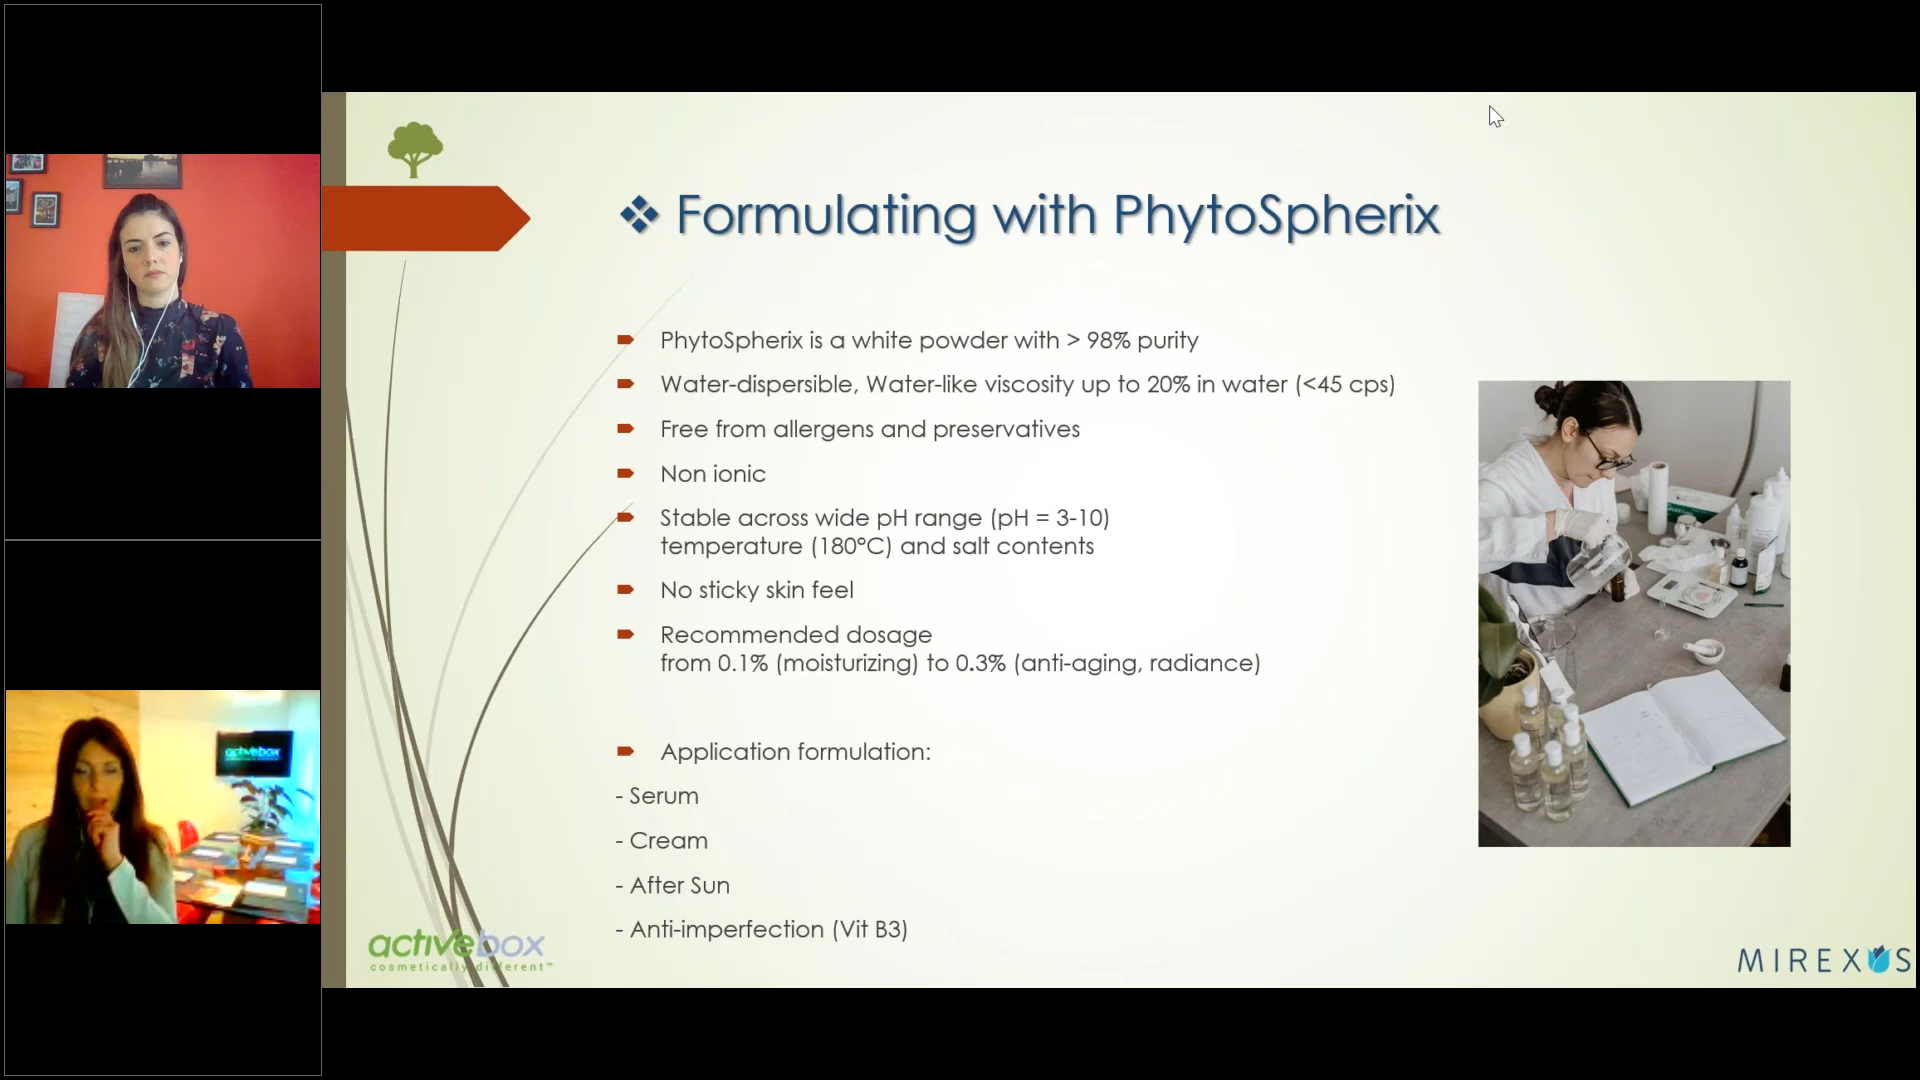 activebox
❖ Formulating with PhytoSpherix
PhytoSpherix is a white powder with > 98% purity
Water-dispersible, Water-like viscosity up to 20% in water (<45 cps)
Free from allergens and preservatives
Non ionic
Stable across wide pH range (pH = 3-10)
temperature (180°C) and salt contents
No sticky skin feel
Recommended dosage
from 0.1% (moisturizing) to 0.3% (anti-aging, radiance)
Application formulation:
- Serum
- Cream
- After Sun
- Anti-imperfection (Vit B3)
activebox
cosmetically different™
MIREXUS